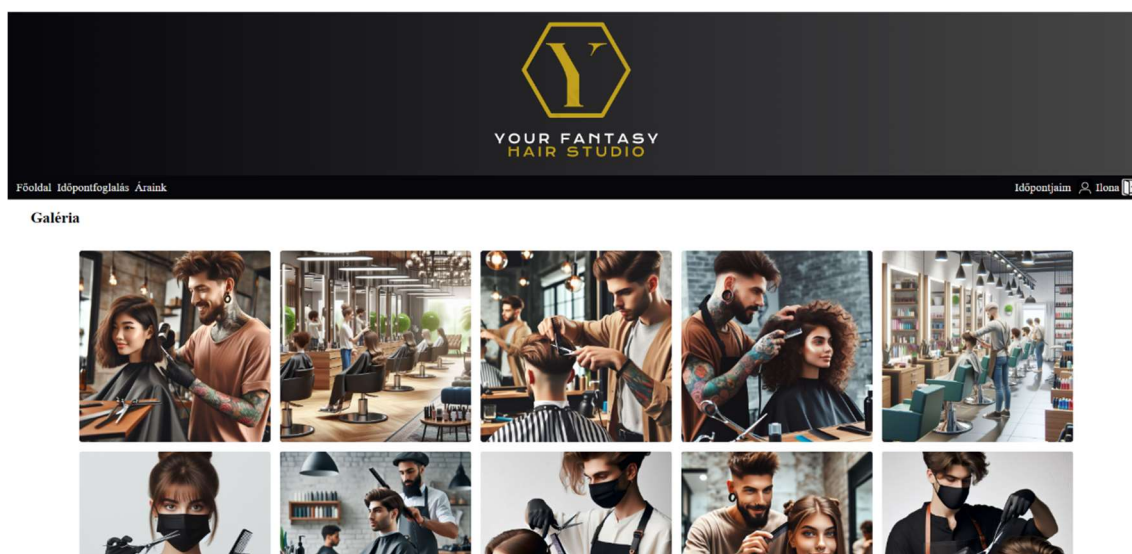 Y
YOUR FANTASY
HAIR STUDIO
Főoldal Időpontfoglalás Áraink
Időpontjaim Ilona
Galéria